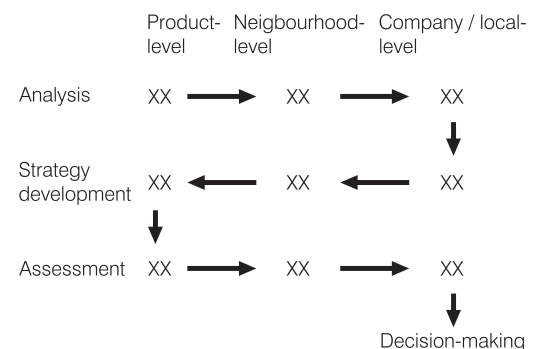 Product- Neigbourhood- Company / local-
level level level
Analysis XX XX XX
Strategy
development XX XX XX
Assessment XX XX XX
Decision-making